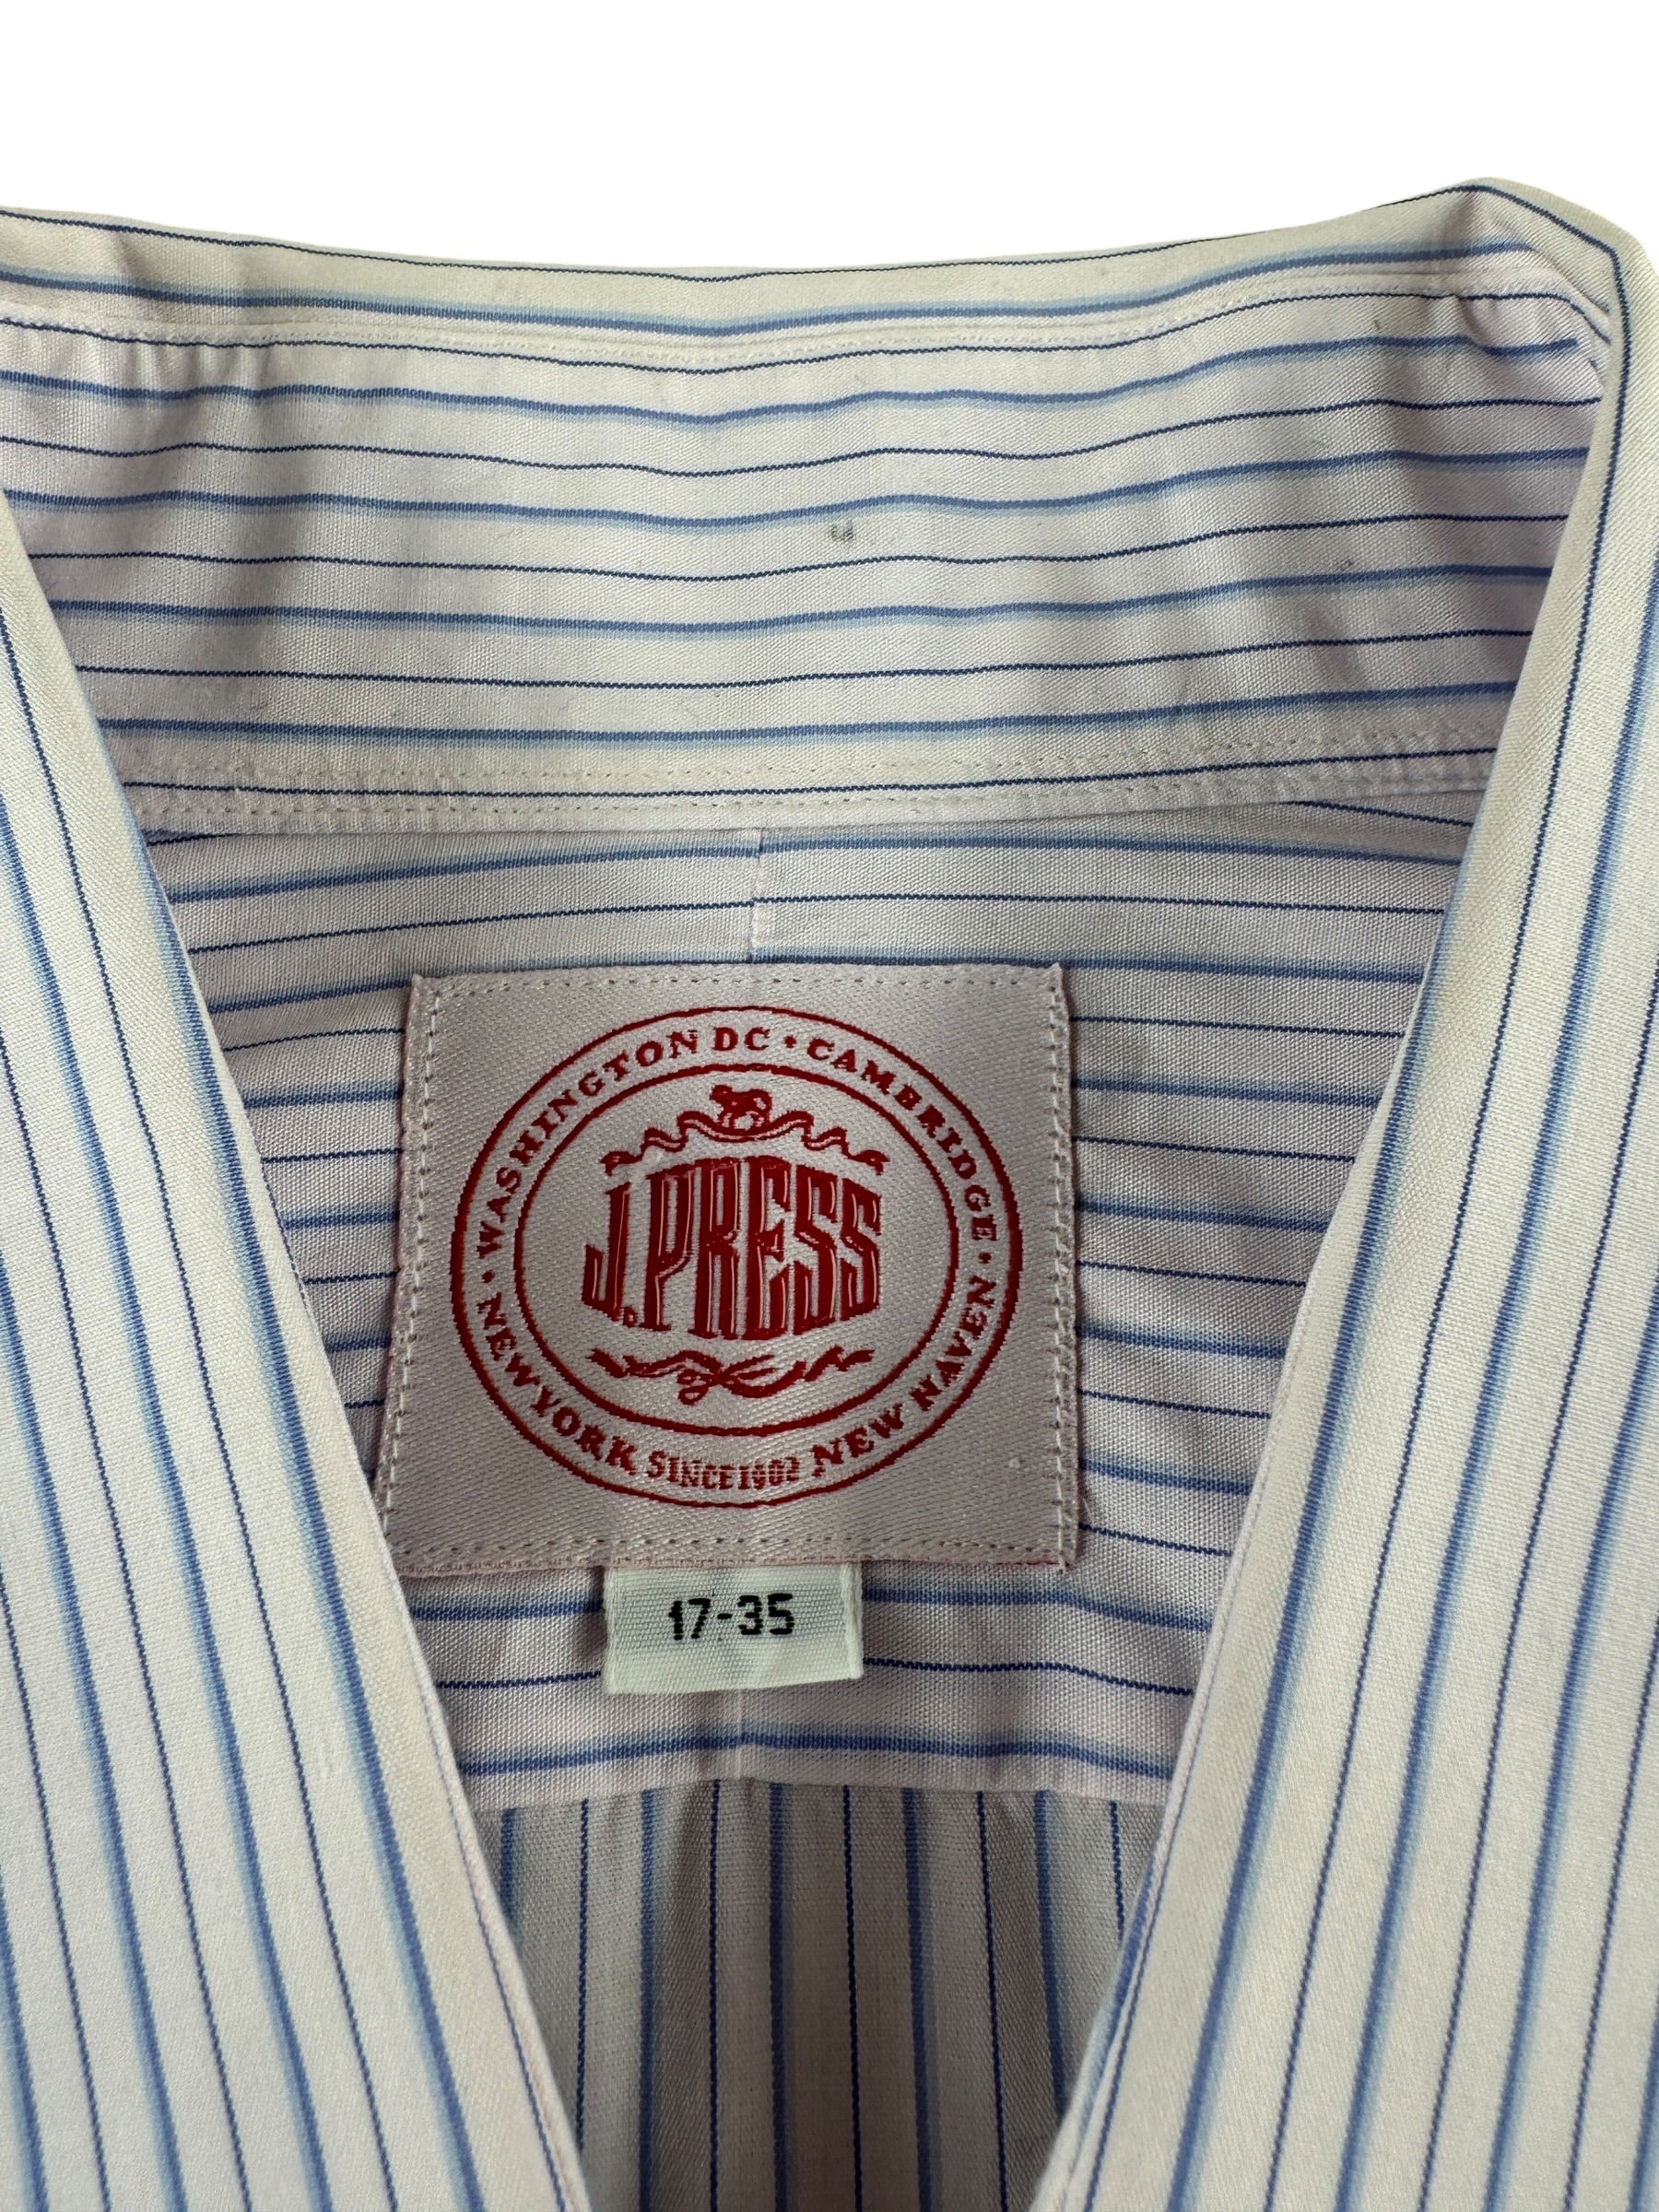 WASHINGTON DC • CAMBRIDGE •
J.PRESS
• NEW YORK SINCE 1902 NEW HAVEN
17-35